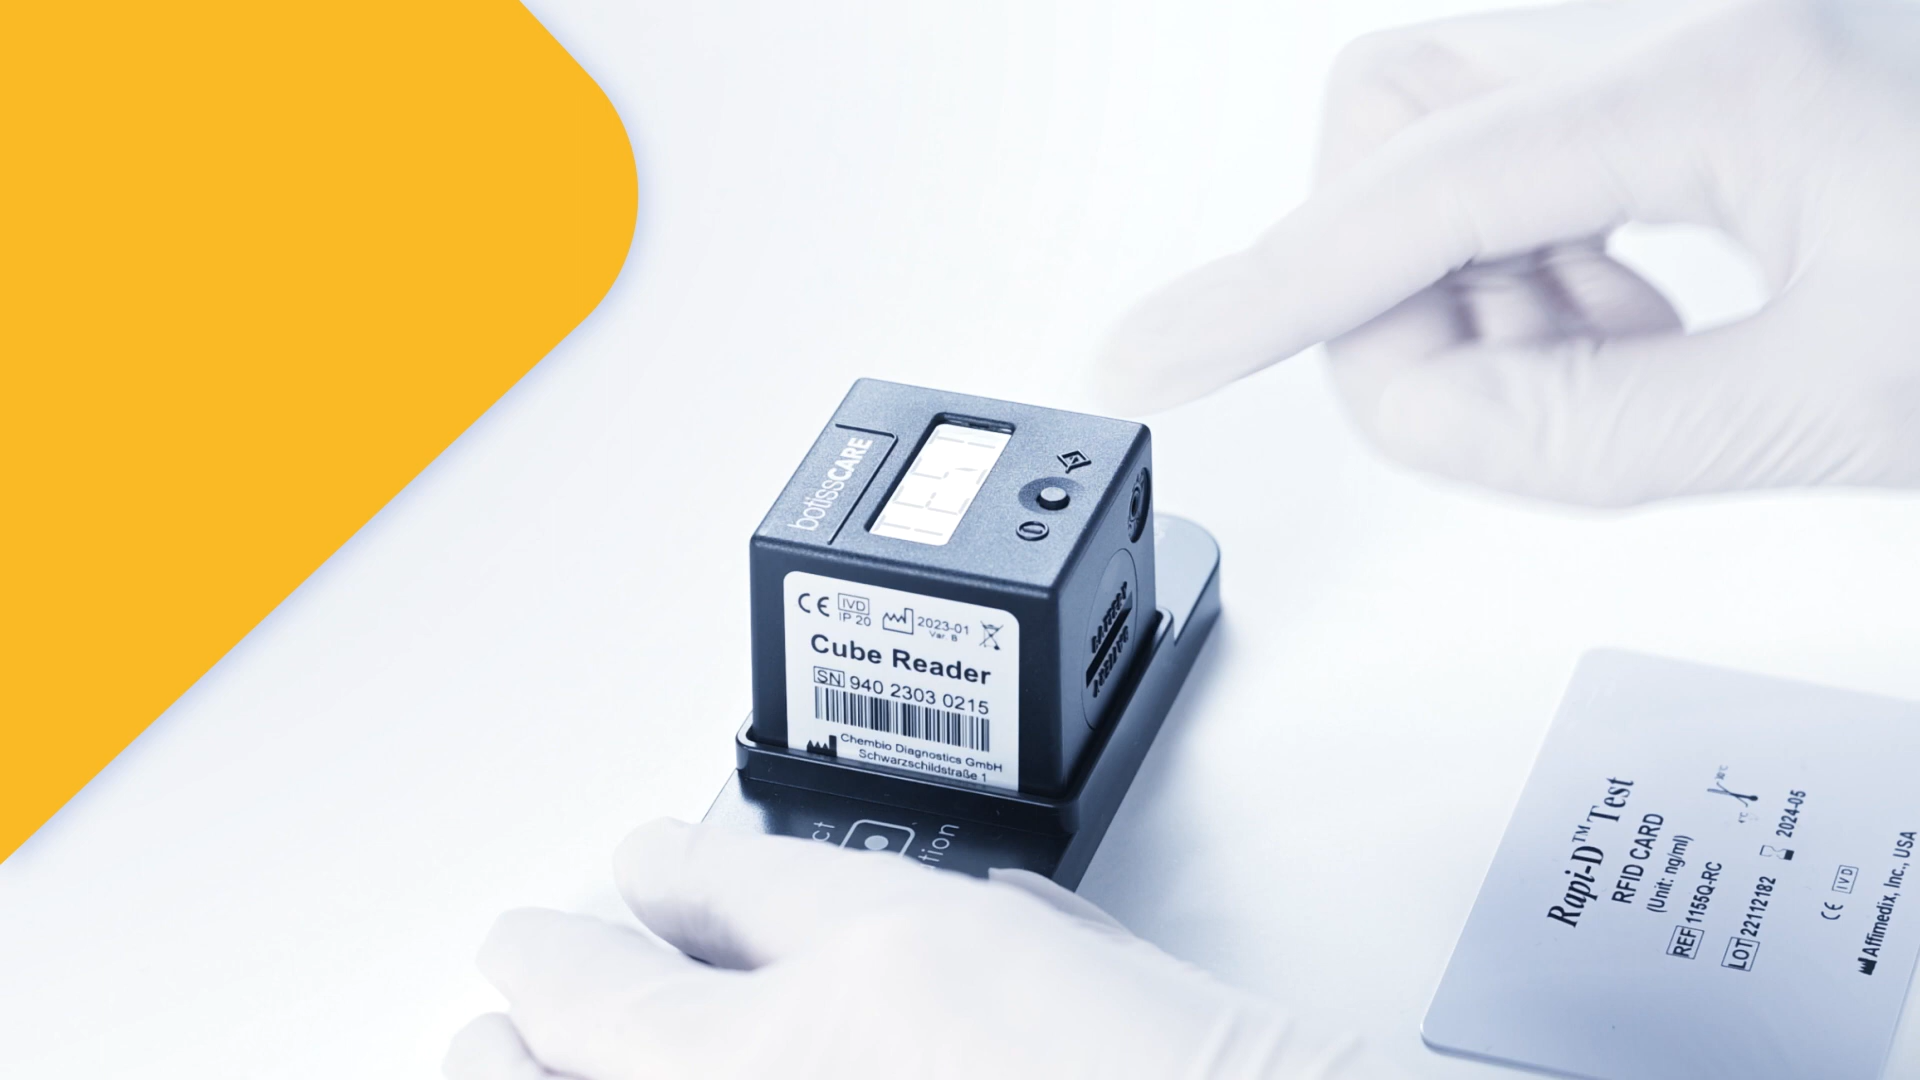 botissCARE
TEST
CE IVD 2023-01
IP 20 Var. B
Cube Reader
SN 940 2303 0215
Chembio Diagnostics GmbH
Schwarzschildstraße 1
BATTERY
Rapi-D™ Test
RFID CARD
(Unit: ng/ml)
REF 1155Q-RC
LOT 22112182 2024-05
CE IVD
Affimedix, Inc., USA